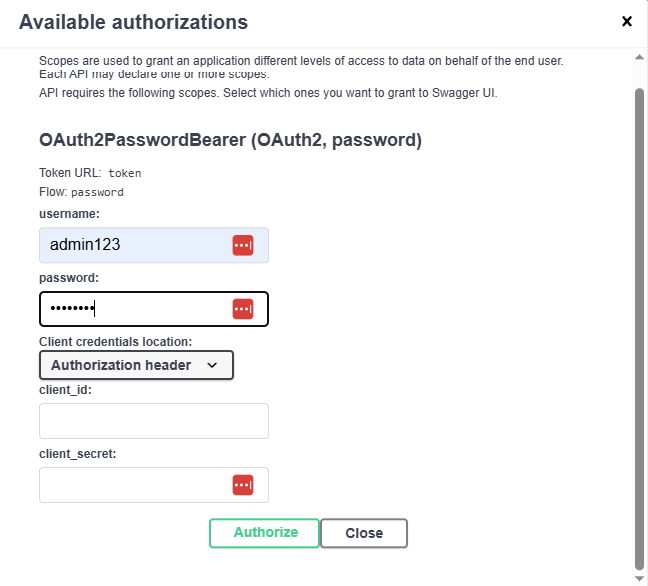 Available authorizations
Scopes are used to grant an application different levels of access to data on behalf of the end user.
Each API may declare one or more scopes.
API requires the following scopes. Select which ones you want to grant to Swagger UI.
OAuth2PasswordBearer (OAuth2, password)
Token URL: token
Flow: password
username:
admin123
password:
••••••••
Client credentials location:
Authorization header
client_id:
client_secret:
Authorize Close